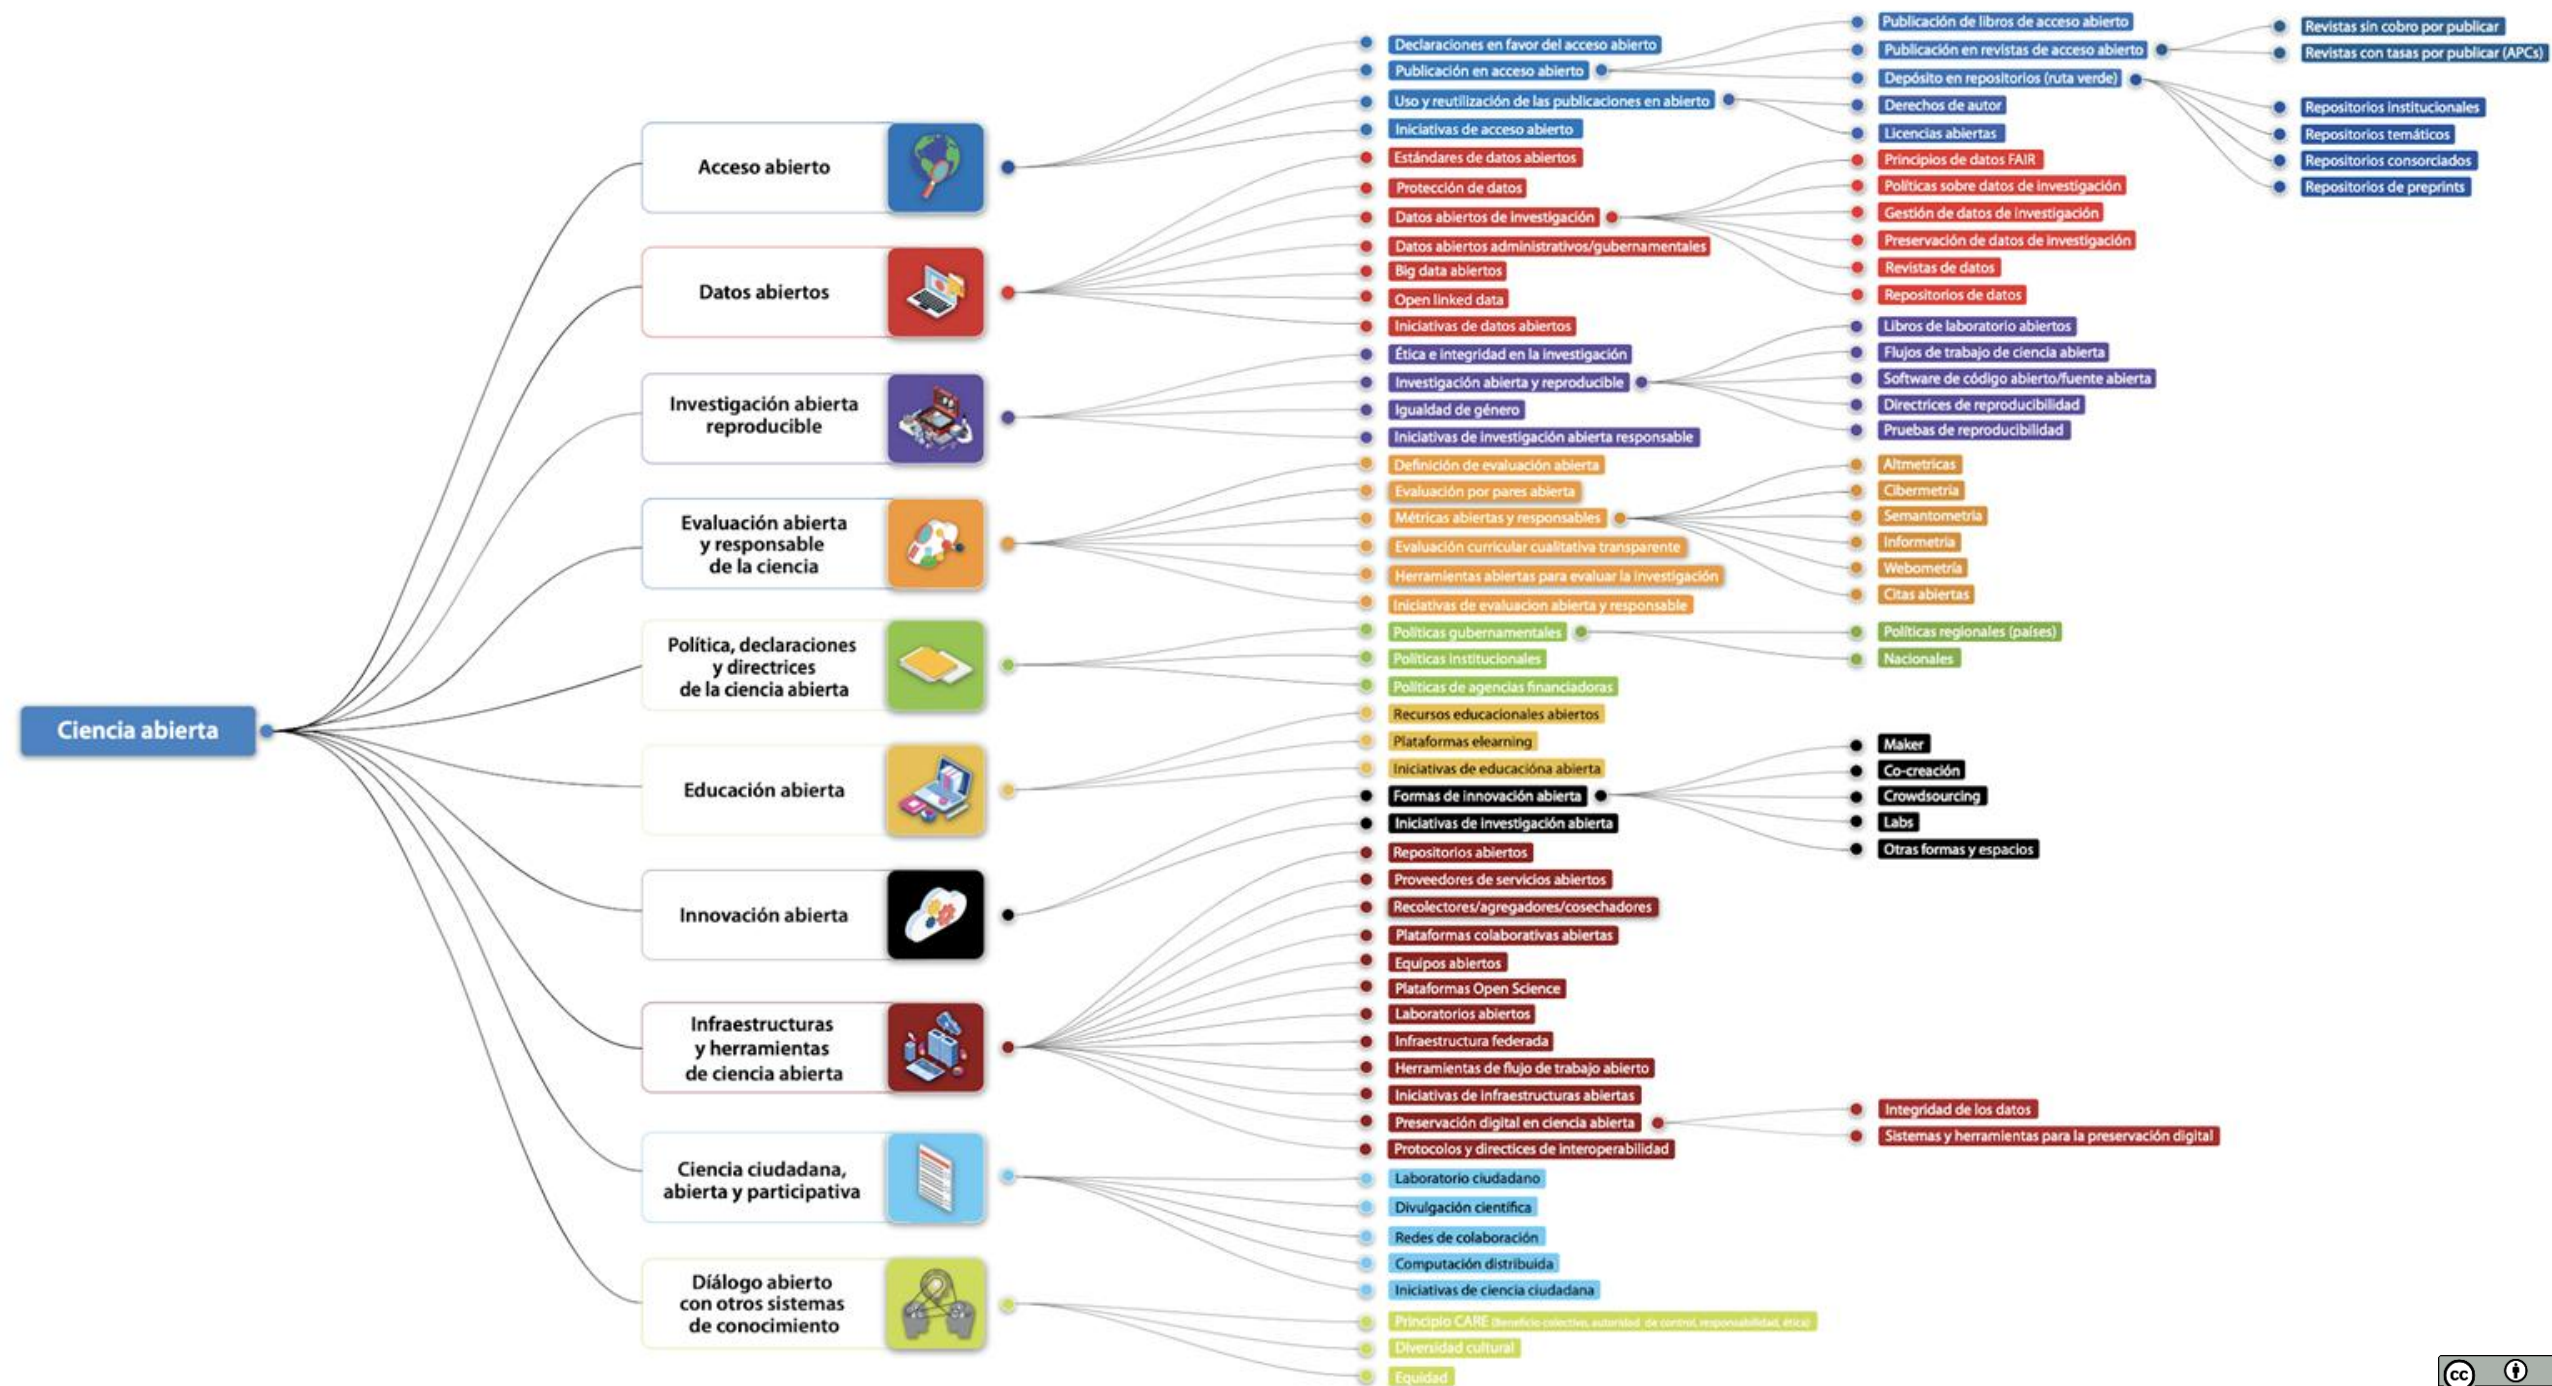 Ciencia abierta
Acceso abierto
Declaraciones en favor del acceso abierto
Publicación en acceso abierto
Publicación de libros de acceso abierto
Publicación en revistas de acceso abierto
Revistas sin cobro por publicar
Revistas con tasas por publicar (APCs)
Depósito en repositorios (ruta verde)
Repositorios institucionales
Repositorios temáticos
Repositorios consorciados
Repositorios de preprints
Uso y reutilización de las publicaciones en abierto
Derechos de autor
Licencias abiertas
Iniciativas de acceso abierto
Datos abiertos
Estándares de datos abiertos
Protección de datos
Datos abiertos de investigación
Principios de datos FAIR
Políticas sobre datos de investigación
Gestión de datos de investigación
Preservación de datos de investigación
Revistas de datos
Repositorios de datos
Datos abiertos administrativos/gubernamentales
Big data abiertos
Open linked data
Iniciativas de datos abiertos
Investigación abierta
reproducible
Ética e integridad en la investigación
Investigación abierta y reproducible
Libros de laboratorio abiertos
Flujos de trabajo de ciencia abierta
Software de código abierto/fuente abierta
Directrices de reproducibilidad
Pruebas de reproducibilidad
Igualdad de género
Iniciativas de investigación abierta responsable
Evaluación abierta
y responsable
de la ciencia
Definición de evaluación abierta
Evaluación por pares abierta
Métricas abiertas y responsables
Altmetricas
Cibermetría
Semantometria
Informetria
Webometría
Citas abiertas
Evaluación curricular cualitativa transparente
Herramientas abiertas para evaluar la investigación
Iniciativas de evaluacion abierta y responsable
Política, declaraciones
y directrices
de la ciencia abierta
Políticas gubernamentales
Políticas regionales (países)
Nacionales
Políticas institucionales
Políticas de agencias financiadoras
Educación abierta
Recursos educacionales abiertos
Plataformas elearning
Iniciativas de educacióna abierta
Innovación abierta
Formas de innovación abierta
Maker
Co-creación
Crowdsourcing
Labs
Otras formas y espacios
Iniciativas de investigación abierta
Infraestructuras
y herramientas
de ciencia abierta
Repositorios abiertos
Proveedores de servicios abiertos
Recolectores/agregadores/cosechadores
Plataformas colaborativas abiertas
Equipos abiertos
Plataformas Open Science
Laboratorios abiertos
Infraestructura federada
Herramientas de flujo de trabajo abierto
Iniciativas de infraestructuras abiertas
Preservación digital en ciencia abierta
Integridad de los datos
Sistemas y herramientas para la preservación digital
Protocolos y directices de interoperabilidad
Ciencia ciudadana,
abierta y participativa
Laboratorio ciudadano
Divulgación científica
Redes de colaboración
Computación distribuida
Iniciativas de ciencia ciudadana
Díálogo abierto
con otros sistemas
de conocimiento
Principio CARE (Beneficio colectivo, autoridad de control, responsabilidad, ética)
Diversidad cultural
Equidad
cc